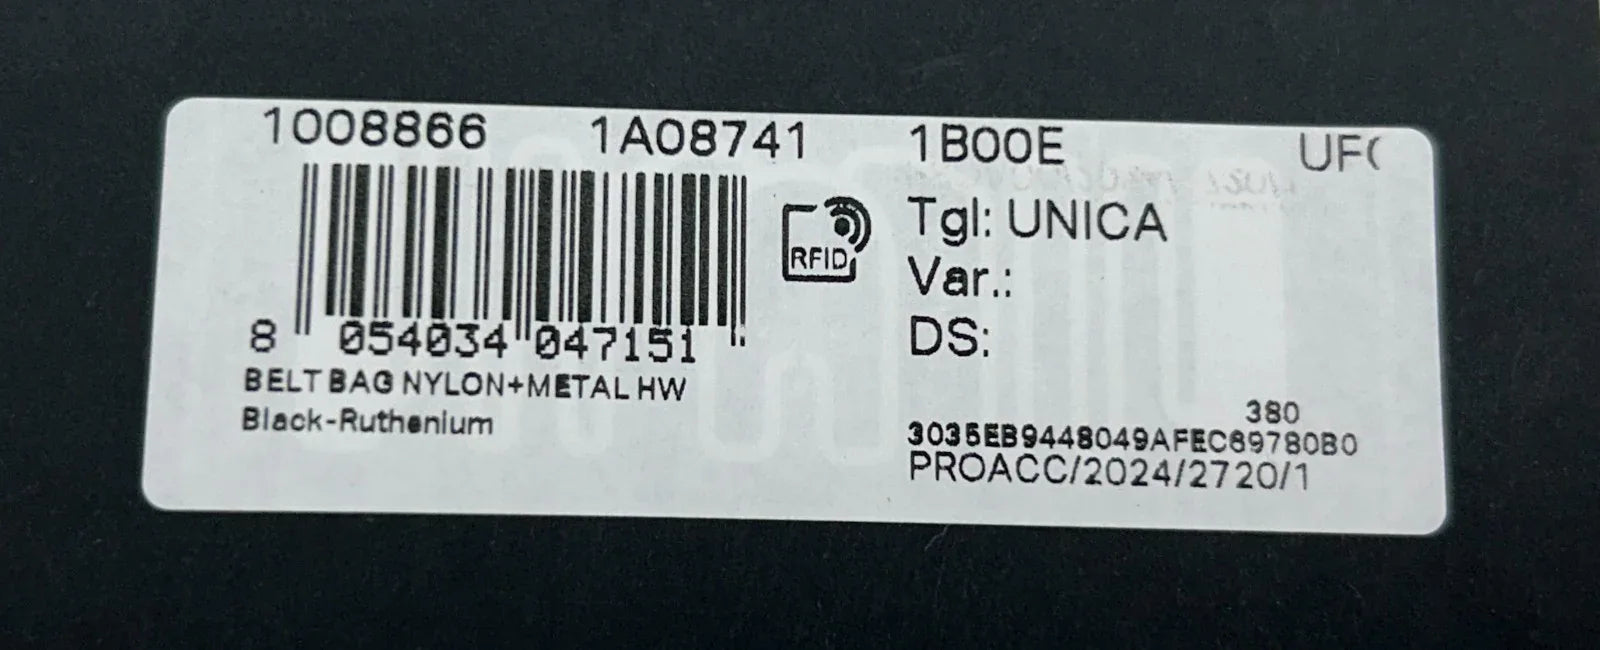 1008866 1A08741 1B00E UF(
RFID
Tgl: UNICA
Var.:
DS:
8 054034 047151
BELT BAG NYLON+METAL HW
Black-Ruthenium
380
3035EB9448049AFEC69780B0
PROACC/2024/2720/1